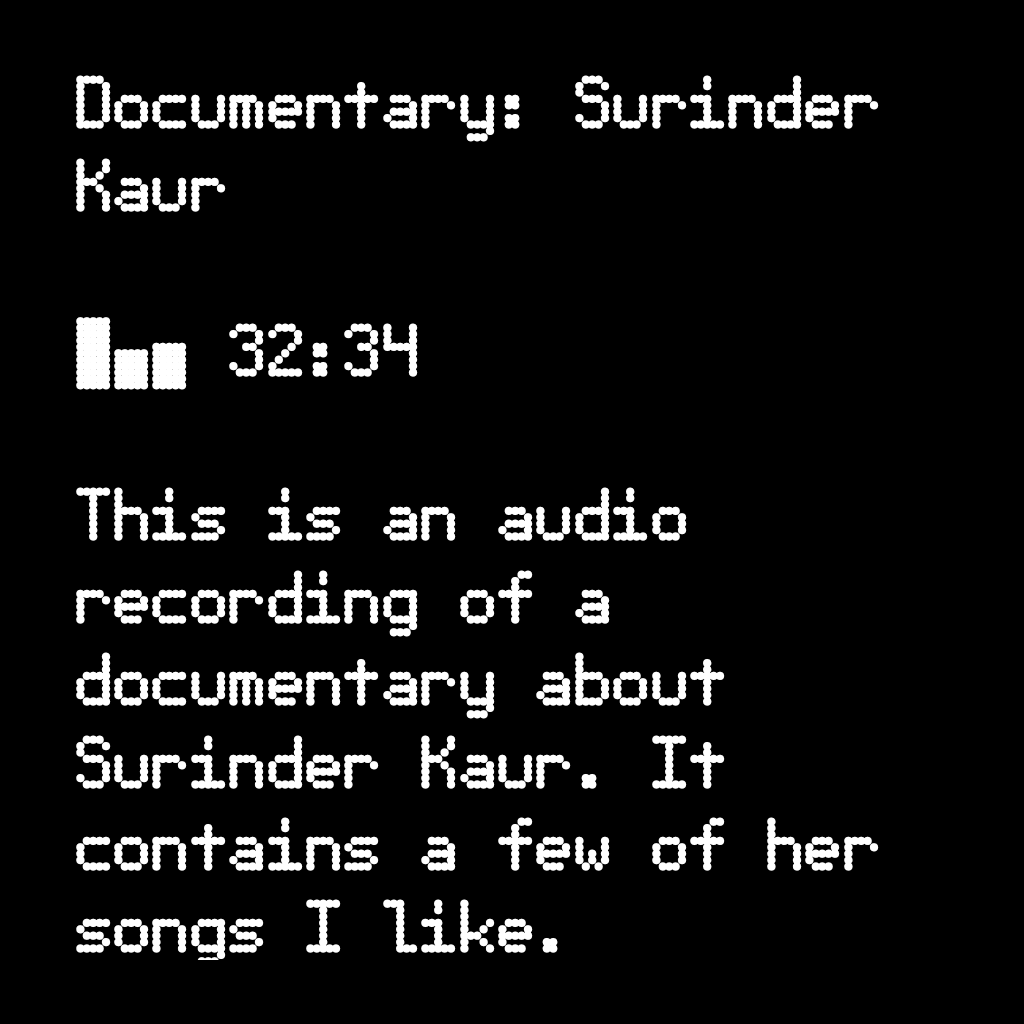 Documentary: Surinder
Kaur
32:34
This is an audio
recording of a
documentary about
Surinder Kaur. It
contains a few of her
songs I like.